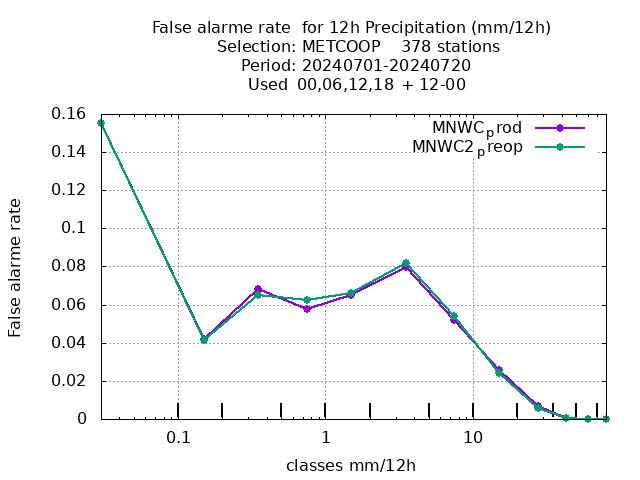 False alarme rate  for 12h Precipitation (mm/12h)
Selection: METCOOP    378 stations
Period: 20240701-20240720
Used  00,06,12,18 + 12-00
MNWCprod
MNWC2preop
0.16
0.14
0.12
0.1
0.08
0.06
0.04
0.02
0
False alarme rate
0.1 1 10
classes mm/12h